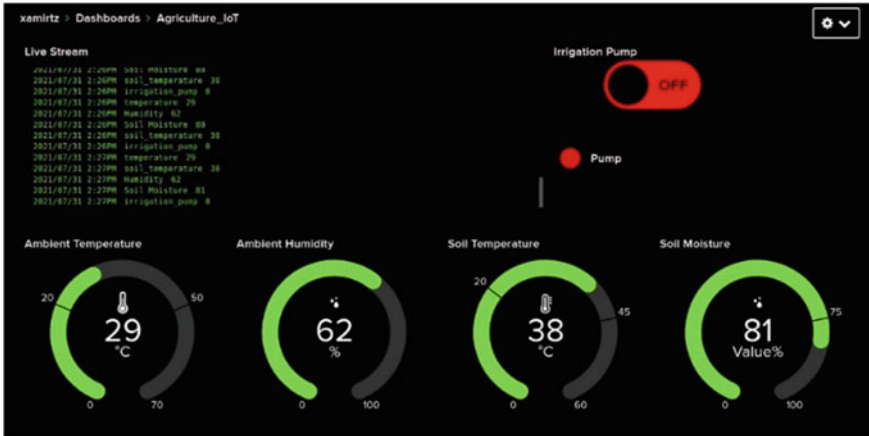 xamirtz > Dashboards > Agriculture_IoT
Live Stream
Irrigation Pump
2021/07/31 2:26PM Soil Moisture 80
2021/07/31 2:26PM soil_temperature 38
2021/07/31 2:26PM irrigation_pump 0
2021/07/31 2:26PM temperature 29
2021/07/31 2:26PM Humidity 62
2021/07/31 2:26PM Soil Moisture 80
2021/07/31 2:26PM soil_temperature 38
2021/07/31 2:26PM irrigation_pump 0
2021/07/31 2:27PM temperature 29
2021/07/31 2:27PM soil_temperature 38
2021/07/31 2:27PM Humidity 62
2021/07/31 2:27PM Soil Moisture 81
2021/07/31 2:27PM irrigation_pump 0
OFF
Pump
Ambient Temperature
20
50
29
°C
0
70
Ambient Humidity
62
%
0
100
Soil Temperature
20
45
38
°C
0
60
Soil Moisture
75
81
Value%
0
100